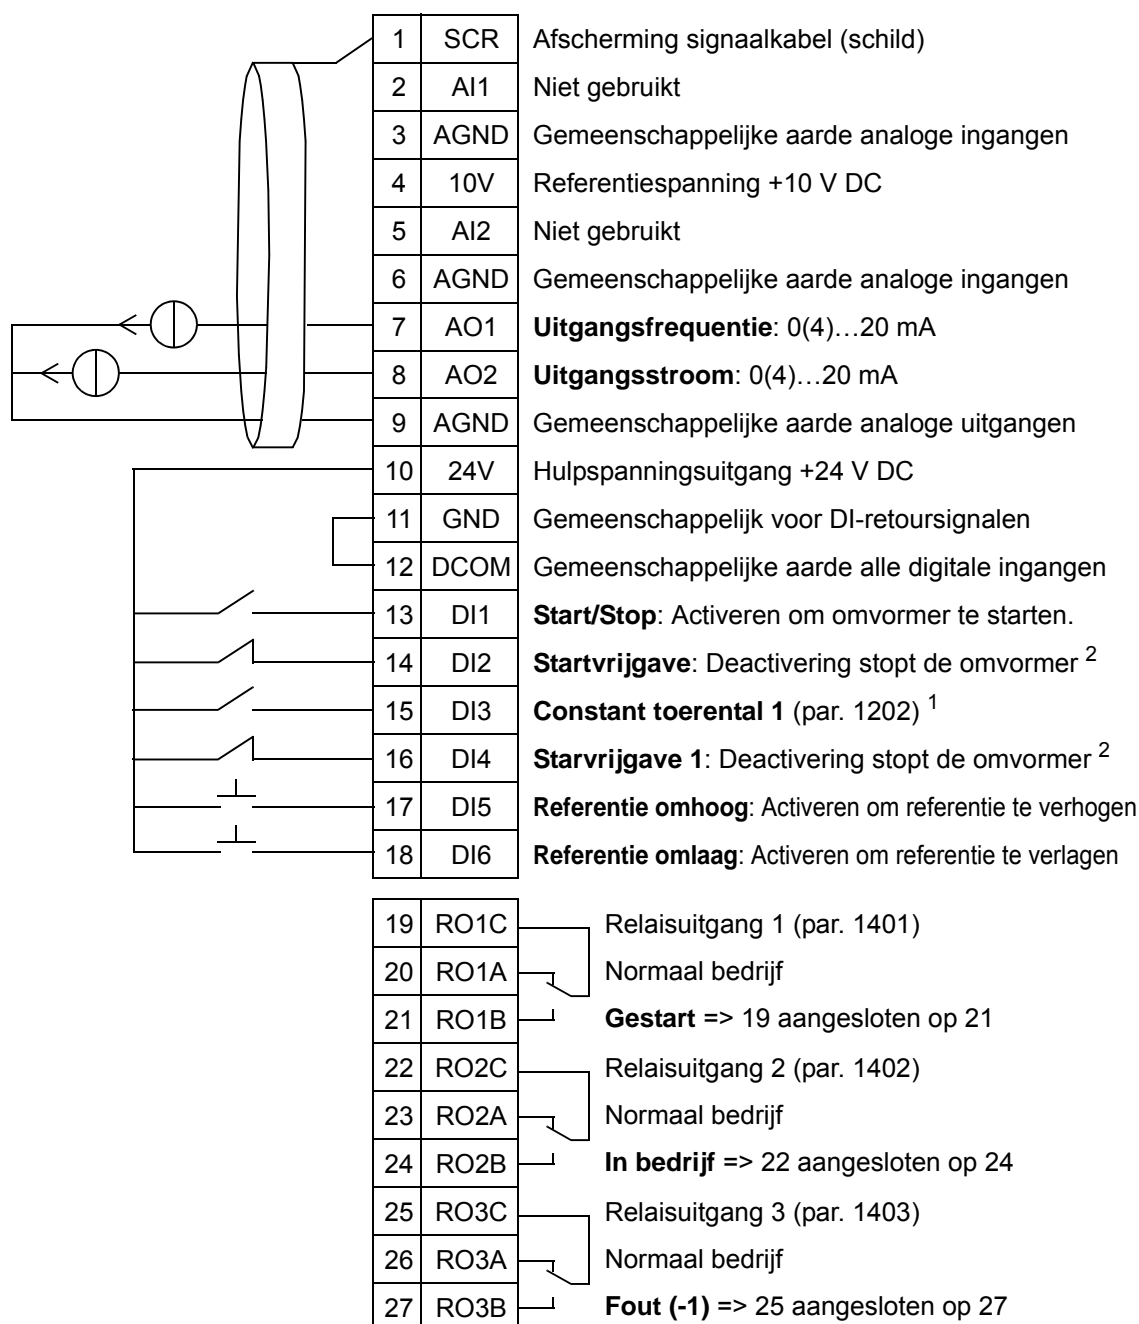 1 SCR Afscherming signaalkabel (schild)
2 AI1 Niet gebruikt
3 AGND Gemeenschappelijke aarde analoge ingangen
4 10V Referentiespanning +10 V DC
5 AI2 Niet gebruikt
6 AGND Gemeenschappelijke aarde analoge ingangen
7 AO1 Uitgangsfrequentie: 0(4)…20 mA
8 AO2 Uitgangsstroom: 0(4)…20 mA
9 AGND Gemeenschappelijke aarde analoge uitgangen
10 24V Hulpspanningsuitgang +24 V DC
11 GND Gemeenschappelijk voor DI-retoursignalen
12 DCOM Gemeenschappelijke aarde alle digitale ingangen
13 DI1 Start/Stop: Activeren om omvormer te starten.
14 DI2 Startvrijgave: Deactivering stopt de omvormer 2
15 DI3 Constant toerental 1 (par. 1202) 1
16 DI4 Starvrijgave 1: Deactivering stopt de omvormer 2
17 DI5 Referentie omhoog: Activeren om referentie te verhogen
18 DI6 Referentie omlaag: Activeren om referentie te verlagen
19 RO1C Relaisuitgang 1 (par. 1401)
20 RO1A Normaal bedrijf
21 RO1B Gestart => 19 aangesloten op 21
22 RO2C Relaisuitgang 2 (par. 1402)
23 RO2A Normaal bedrijf
24 RO2B In bedrijf => 22 aangesloten op 24
25 RO3C Relaisuitgang 3 (par. 1403)
26 RO3A Normaal bedrijf
27 RO3B Fout (-1) => 25 aangesloten op 27